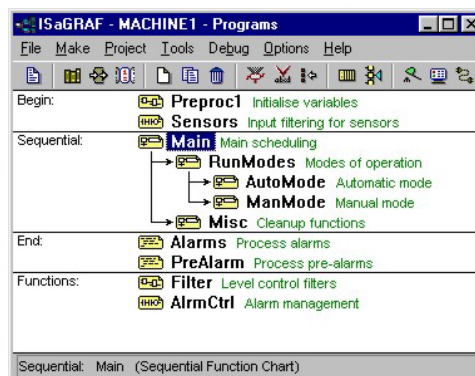 ISaGRAF - MACHINE1 - Programs
File Make Project Tools Debug Options Help
Begin: Preproc1 Initialise variables
Sensors Input filtering for sensors
Sequential: Main Main scheduling
RunModes Modes of operation
AutoMode Automatic mode
ManMode Manual mode
Misc Cleanup functions
End: Alarms Process alarms
PreAlarm Process pre-alarms
Functions: Filter Level control filters
AlrmCtrl Alarm management
Sequential: Main (Sequential Function Chart)